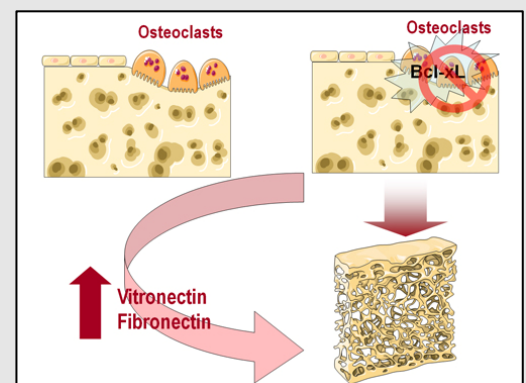 Osteoclasts
Osteoclasts
Bcl-xL
Vitronectin
Fibronectin